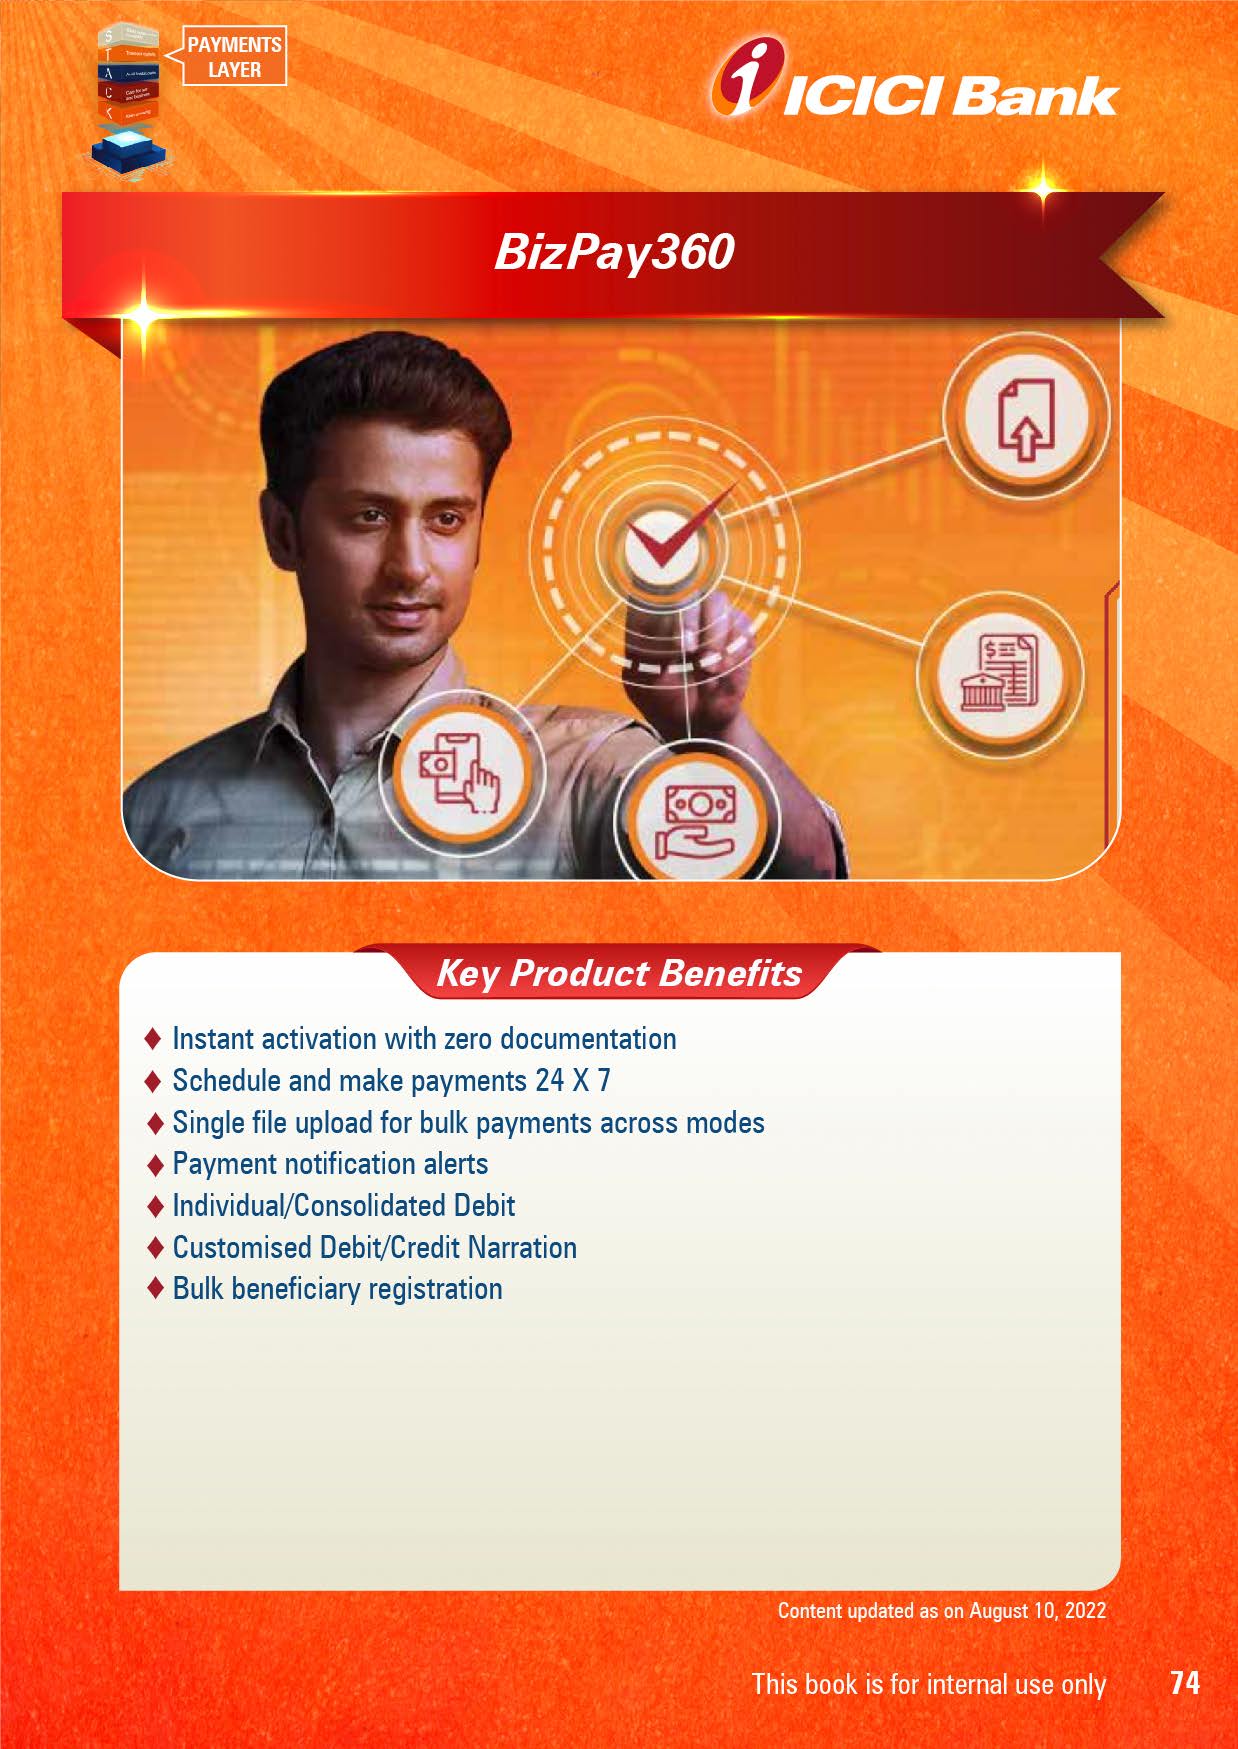 PAYMENTS
LAYER
S
T
A
C
K
ICICI Bank
BizPay360
Key Product Benefits
Instant activation with zero documentation
Schedule and make payments 24 X 7
Single file upload for bulk payments across modes
Payment notification alerts
Individual/Consolidated Debit
Customised Debit/Credit Narration
Bulk beneficiary registration
Content updated as on August 10, 2022
This book is for internal use only 74